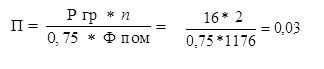 П = Р гр * n / 0,75 * Ф пом = 16* 2 / 0,75*1176 = 0,03